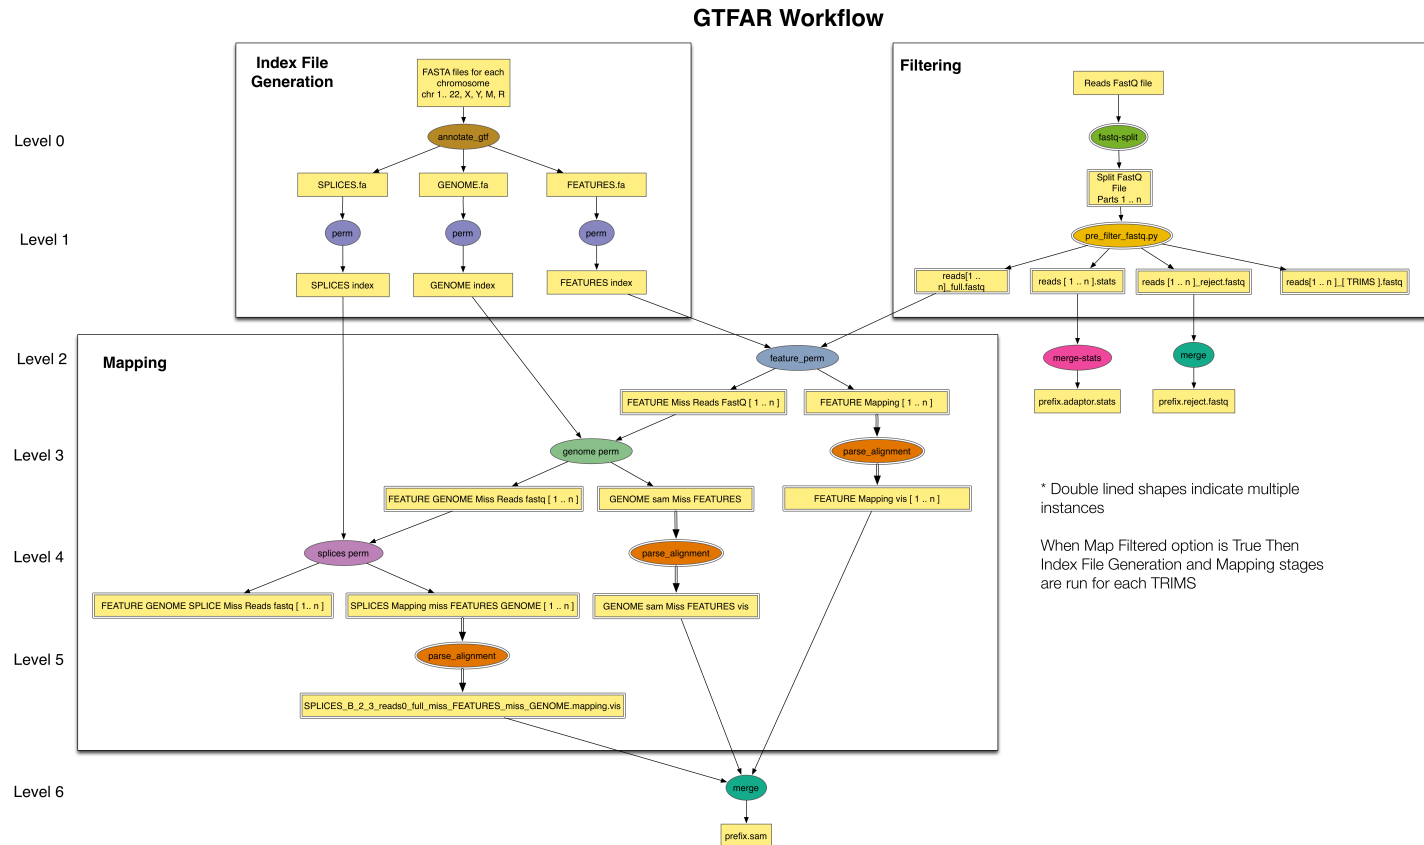 GTFAR Workflow
Index File
Generation
FASTA files for each
chromosome
chr 1.. 22, X, Y, M, R
Filtering
Reads FastQ file
Level 0
annotate_gtf
fastq-split
SPLICES.fa
GENOME.fa
FEATURES.fa
Split FastQ
File
Parts 1 .. n
Level 1
perm
perm
perm
pre_filter_fastq.py
SPLICES index
GENOME index
FEATURES index
reads[1 ..
n]_full.fastq
reads [ 1 .. n ].stats
reads [1 .. n ]_reject.fastq
reads[1 .. n ]_[ TRIMS ].fastq
Level 2
Mapping
feature_perm
merge-stats
merge
FEATURE Miss Reads FastQ [ 1 .. n ]
FEATURE Mapping [ 1 .. n ]
prefix.adaptor.stats
prefix.reject.fastq
Level 3
genome perm
parse_alignment
FEATURE GENOME Miss Reads fastq [ 1 .. n ]
GENOME sam Miss FEATURES
FEATURE Mapping vis [ 1 .. n ]
* Double lined shapes indicate multiple
instances
When Map Filtered option is True Then
Index File Generation and Mapping stages
are run for each TRIMS
Level 4
splices perm
parse_alignment
FEATURE GENOME SPLICE Miss Reads fastq [ 1.. n ]
SPLICES Mapping miss FEATURES GENOME [ 1 .. n ]
GENOME sam Miss FEATURES vis
Level 5
parse_alignment
SPLICES_B_2_3_reads0_full_miss_FEATURES_miss_GENOME.mapping.vis
Level 6
merge
prefix.sam